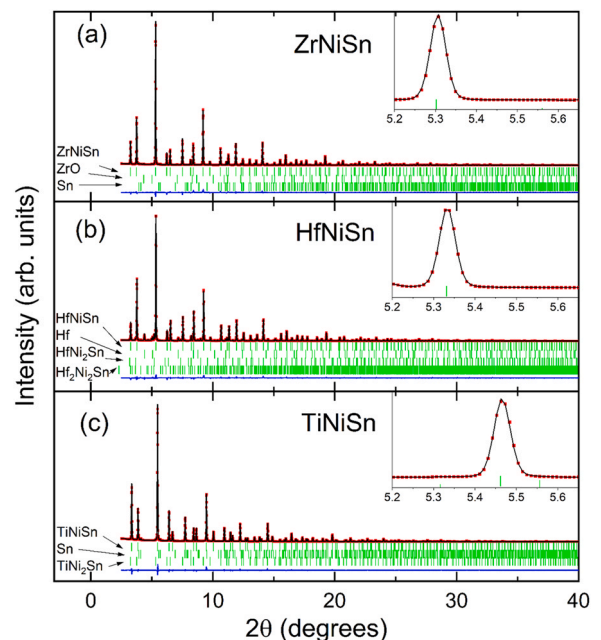 (a)
ZrNiSn
5.2 5.3 5.4 5.5 5.6
ZrNiSn
ZrO
Sn
(b)
HfNiSn
5.2 5.3 5.4 5.5 5.6
HfNiSn
Hf
HfNi₂Sn
Hf₂Ni₂Sn
(c)
TiNiSn
5.2 5.3 5.4 5.5 5.6
TiNiSn
Sn
TiNi₂Sn
Intensity (arb. units)
0 10 20 30 40
2θ (degrees)